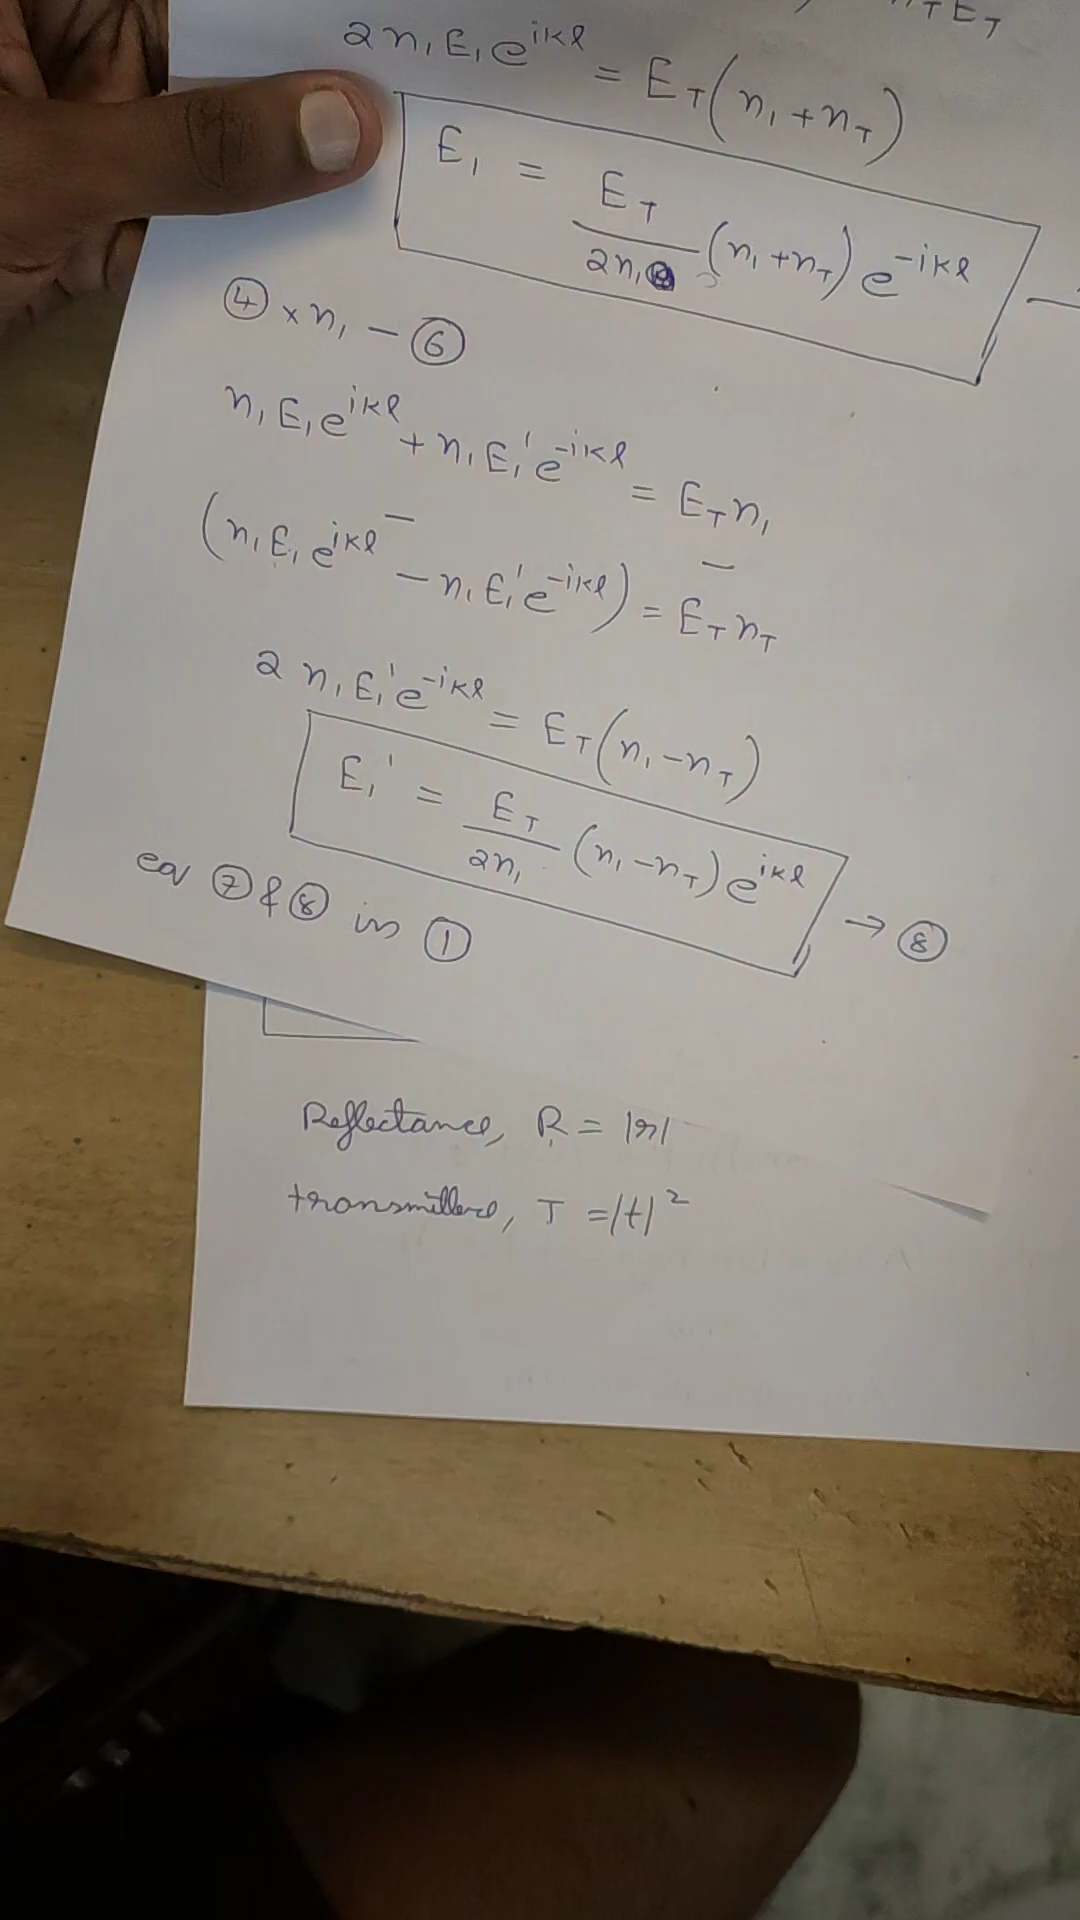 n_T E_T
2n₁E₁e^{ikl} = E_T(n₁+n_T)
E₁ = E_T/2n₁ (n₁+n_T) e^{-ikl}
④ × n₁ - ⑥
n₁E₁e^{ikl} + n₁E₁'e^{-ikl} = E_T n₁
- -
(n₁E₁e^{ikl} - n₁E₁'e^{-ikl}) = E_T n_T
2n₁E₁'e^{-ikl} = E_T(n₁-n_T)
E₁' = E_T/2n₁ (n₁-n_T) e^{ikl} → ⑧
eq ⑦ & ⑧ in ①
Reflectance, R = |r|
T = |t|²